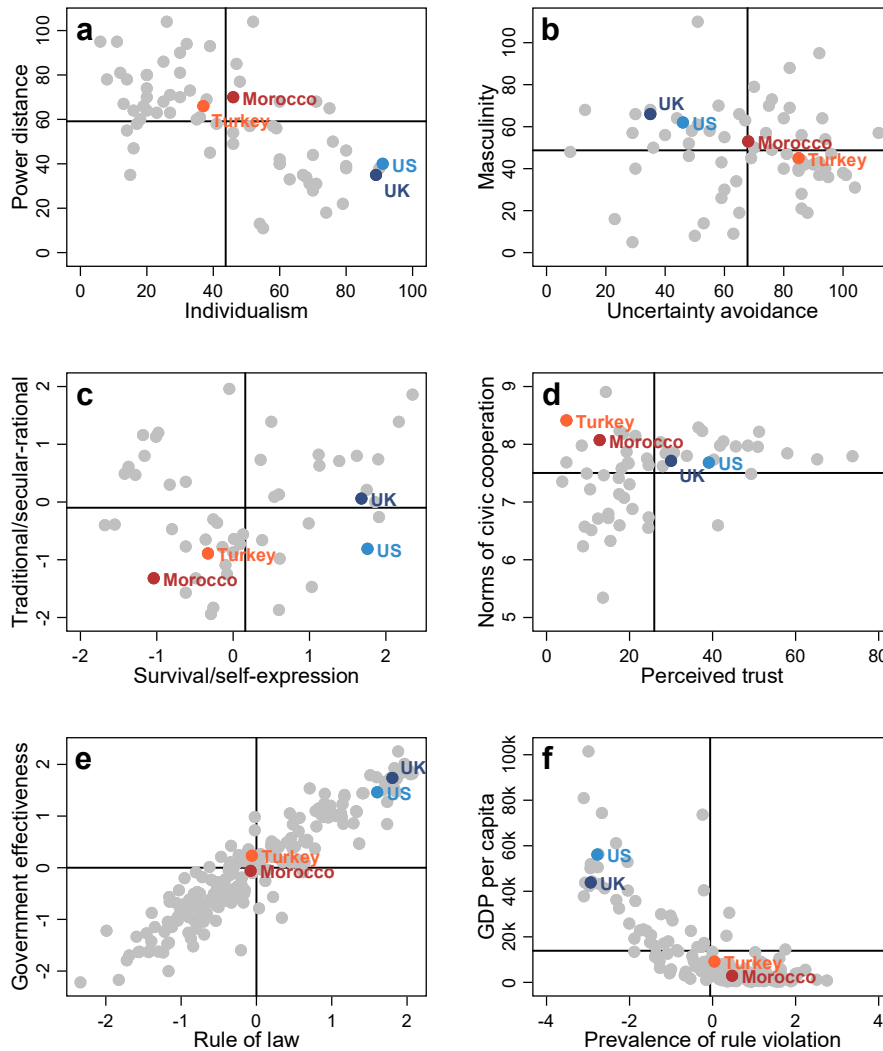 a
Power distance
100
80
60
40
20
0
Morocco
Turkey
US
UK
0
20
40
60
80
100
Individualism
b
Masculinity
100
80
60
40
20
0
UK
US
Morocco
Turkey
0
20
40
60
80
100
Uncertainty avoidance
c
Traditional/secular-rational
2
1
0
-1
-2
UK
US
Turkey
Morocco
-2
-1
0
1
2
Survival/self-expression
d
Norms of civic cooperation
9
8
7
6
5
Turkey
Morocco
US
UK
0
20
40
60
80
Perceived trust
e
Government effectiveness
2
1
0
-1
-2
UK
US
Turkey
Morocco
-2
-1
0
1
2
Rule of law
f
GDP per capita
100k
80k
60k
40k
20k
0
US
UK
Turkey
Morocco
-4
-2
0
2
4
Prevalence of rule violation